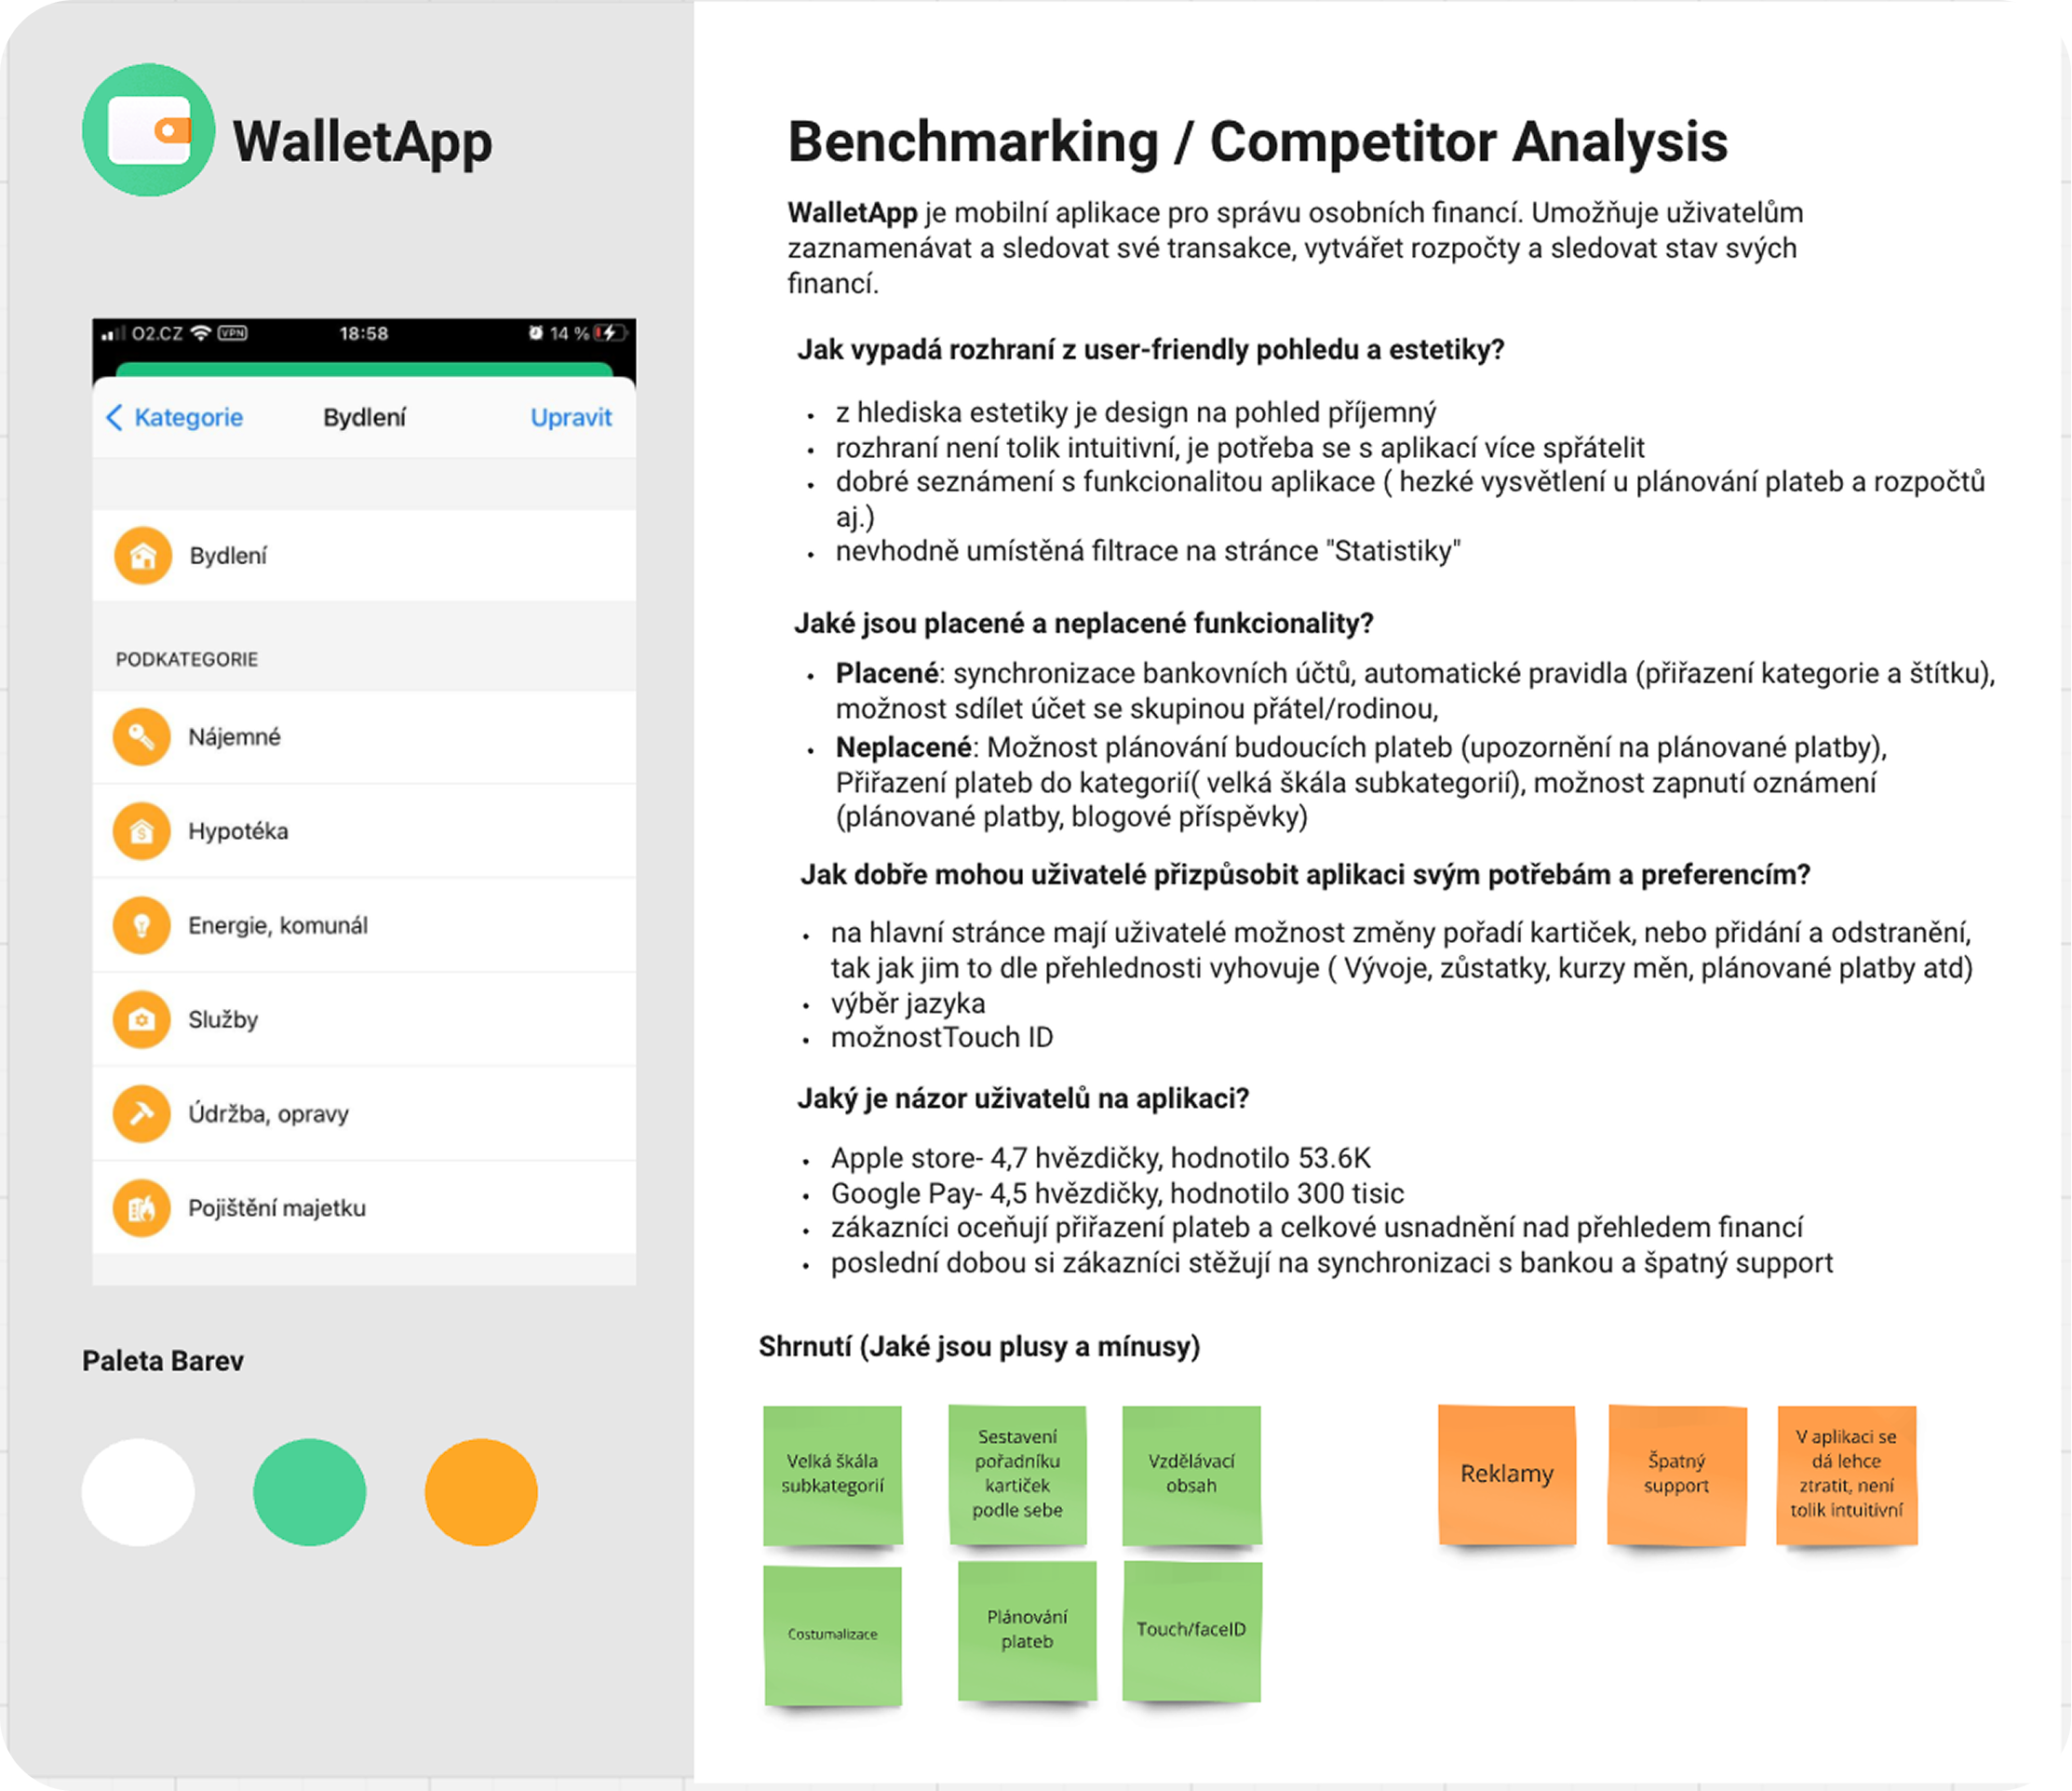 WalletApp
O2.CZ VPN 18:58 14 %
Kategorie Bydlení Upravit
Bydlení
PODKATEGORIE
Nájemné
Hypotéka
Energie, komunál
Služby
Údržba, opravy
Pojištění majetku
Paleta Barev
Benchmarking / Competitor Analysis
WalletApp je mobilní aplikace pro správu osobních financí. Umožňuje uživatelům
zaznamenávat a sledovat své transakce, vytvářet rozpočty a sledovat stav svých
financí.
Jak vypadá rozhraní z user-friendly pohledu a estetiky?
• z hlediska estetiky je design na pohled příjemný
• rozhraní není tolik intuitivní, je potřeba se s aplikací více spřátelit
• dobré seznámení s funkcionalitou aplikace ( hezké vysvětlení u plánování plateb a rozpočtů
aj.)
• nevhodně umístěná filtrace na stránce "Statistiky"
Jaké jsou placené a neplacené funkcionality?
• Placené: synchronizace bankovních účtů, automatické pravidla (přiřazení kategorie a štítku),
možnost sdílet účet se skupinou přátel/rodinou,
• Neplacené: Možnost plánování budoucích plateb (upozornění na plánované platby),
Přiřazení plateb do kategorií( velká škála subkategorií), možnost zapnutí oznámení
(plánované platby, blogové příspěvky)
Jak dobře mohou uživatelé přizpůsobit aplikaci svým potřebám a preferencím?
• na hlavní stránce mají uživatelé možnost změny pořadí kartiček, nebo přidání a odstranění,
tak jak jim to dle přehlednosti vyhovuje ( Vývoje, zůstatky, kurzy měn, plánované platby atd)
• výběr jazyka
• možnostTouch ID
Jaký je názor uživatelů na aplikaci?
• Apple store- 4,7 hvězdičky, hodnotilo 53.6K
• Google Pay- 4,5 hvězdičky, hodnotilo 300 tisic
• zákazníci oceňují přiřazení plateb a celkové usnadnění nad přehledem financí
• poslední dobou si zákazníci stěžují na synchronizaci s bankou a špatný support
Shrnutí (Jaké jsou plusy a mínusy)
Velká škála
subkategorií
Sestavení
pořadníku
kartiček
podle sebe
Vzdělávací
obsah
Reklamy
Špatný
support
V aplikaci se
dá lehce
ztratit, není
tolik intuitivní
Costumalizace
Plánování
plateb
Touch/faceID